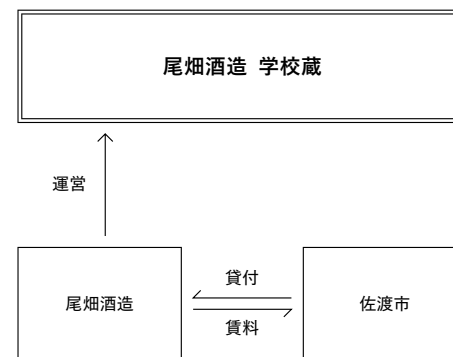 尾畑酒造 学校蔵
運営
尾畑酒造
貸付
賃料
佐渡市